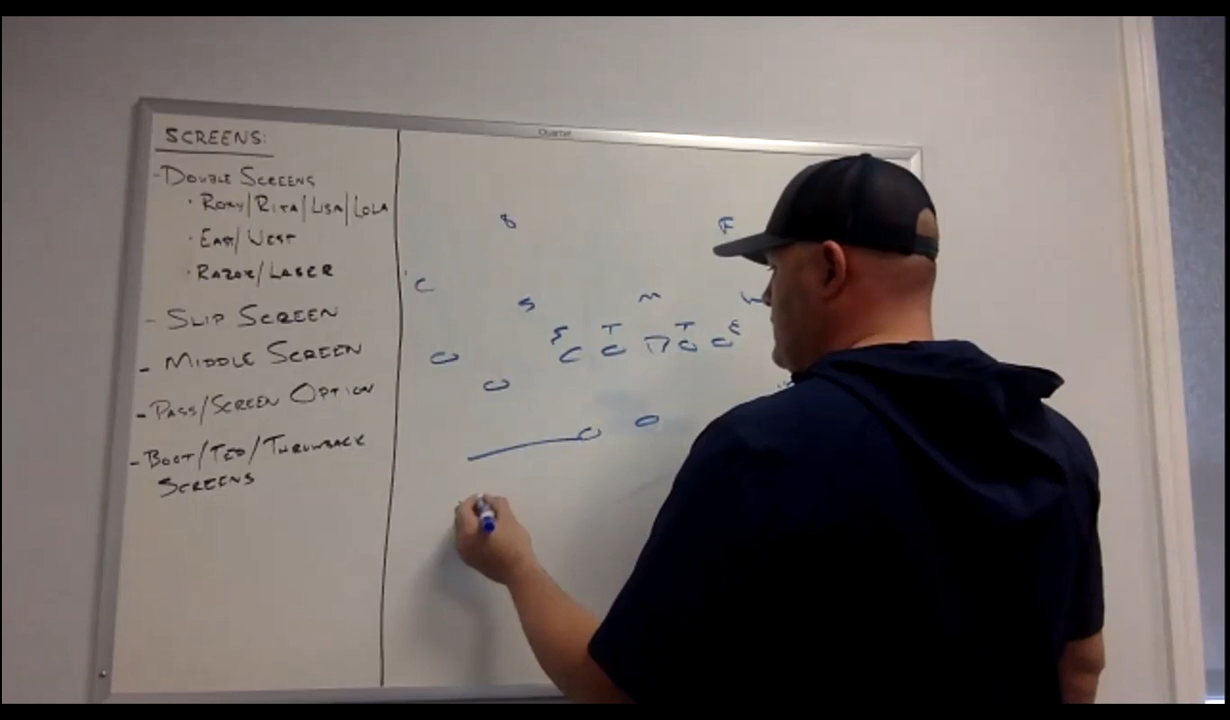 Quartet
SCREENS:
- DOUBLE SCREENS
· ROXY/RITA/LISA/LOLA
· EAST/WEST
· RAZOR/LASER
- SLIP SCREEN
- MIDDLE SCREEN
- PASS/SCREEN OPTION
- BOOT/TED/THROWBACK
SCREENS
F
C
S M W
E T T E